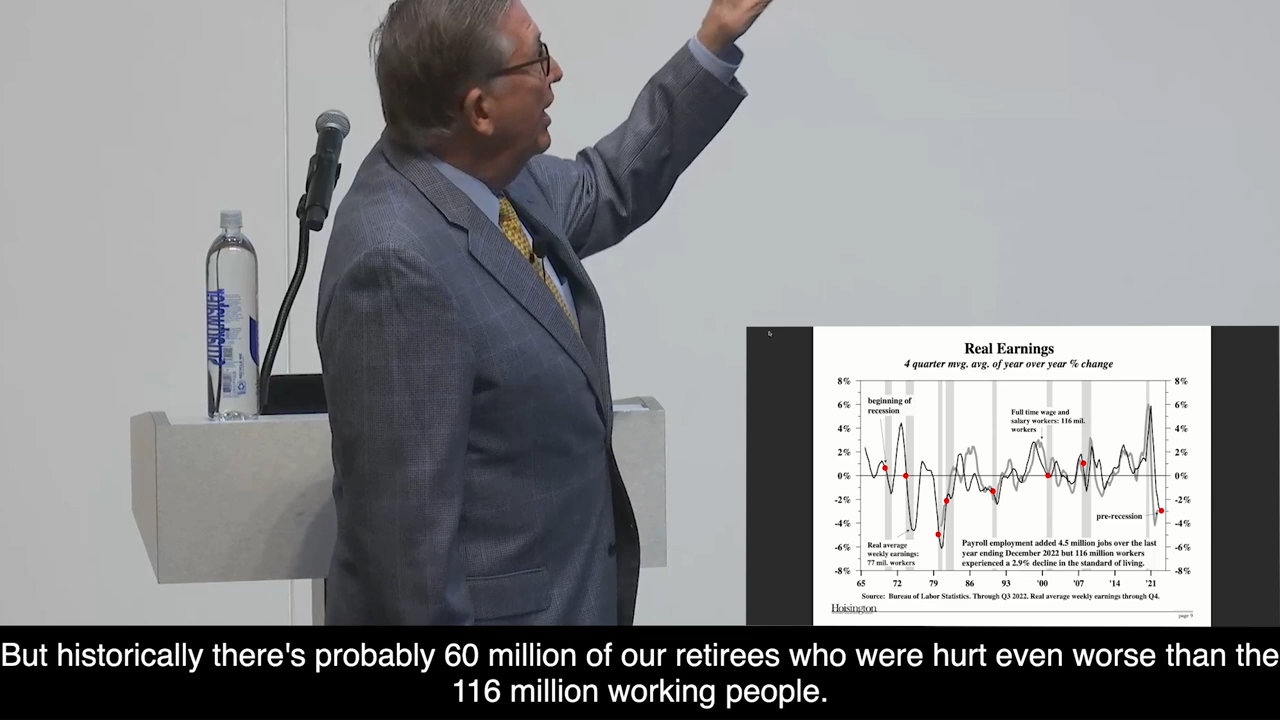 smartwater
Real Earnings
4 quarter mvg. avg. of year over year % change
8%
6%
4%
2%
0%
-2%
-4%
-6%
-8%
8%
6%
4%
2%
0%
-2%
-4%
-6%
-8%
beginning of
recession
Full time wage and
salary workers: 116 mil.
workers
pre-recession
Real average
weekly earnings:
77 mil. workers
Payroll employment added 4.5 million jobs over the last
year ending December 2022 but 116 million workers
experienced a 2.9% decline in the standard of living.
65 72 79 86 93 '00 '07 '14 '21
Source: Bureau of Labor Statistics. Through Q3 2022. Real average weekly earnings through Q4.
Hoisington
page 9
But historically there's probably 60 million of our retirees who were hurt even worse than the
116 million working people.